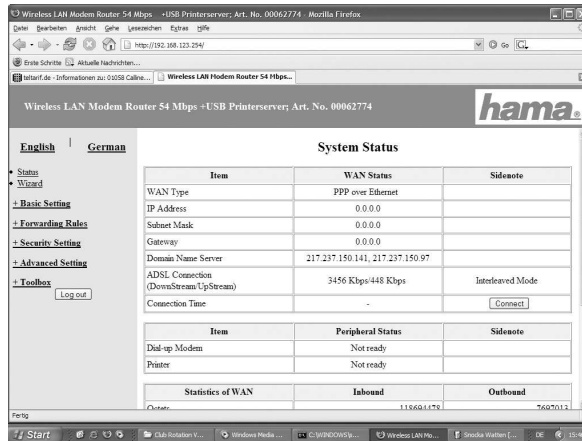 Wireless LAN Modem Router 54 Mbps   +USB Printerserver; Art. No. 00062774 - Mozilla Firefox
Datei Bearbeiten Ansicht Gehe Lesezeichen Extras Hilfe
http://192.168.123.254/ Go
Erste Schritte Aktuelle Nachrichten...
teltarif.de - Informationen zu: 01058 Calline... Wireless LAN Modem Router 54 Mbps...
Wireless LAN Modem Router 54 Mbps +USB Printerserver; Art. No. 00062774
hama®
English | German
System Status
Status
Wizard
+ Basic Setting
+ Forwarding Rules
+ Security Setting
+ Advanced Setting
+ Toolbox
Log out
Item WAN Status Sidenote
WAN Type PPP over Ethernet
IP Address 0.0.0.0
Subnet Mask 0.0.0.0
Gateway 0.0.0.0
Domain Name Server 217.237.150.141, 217.237.150.97
ADSL Connection
(DownStream/UpStream) 3456 Kbps/448 Kbps Interleaved Mode
Connection Time - Connect
Item Peripheral Status Sidenote
Dial-up Modem Not ready
Printer Not ready
Statistics of WAN Inbound Outbound
Octets 118694478 7697013
Fertig
Start Club Rotation V... Windows Media ... C:\WINDOWS\... Wireless LAN Mo... Snooka Watten [... DE